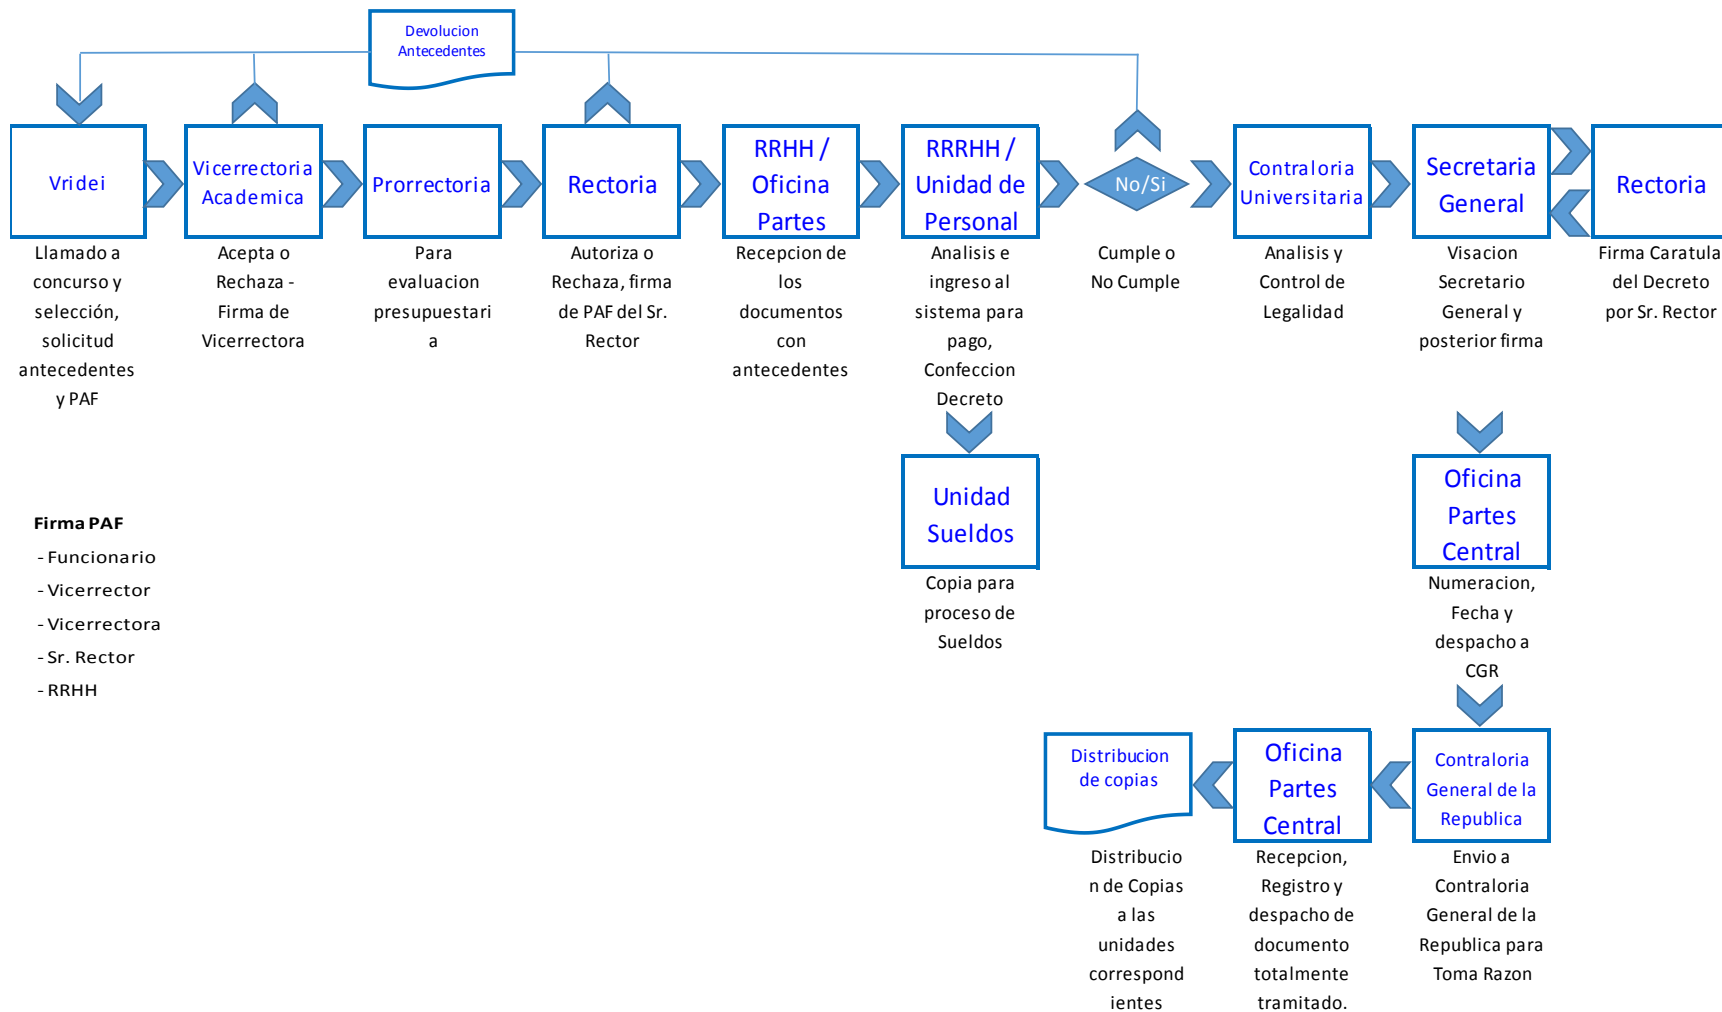 Devolucion
Antecedentes
Vridei
Llamado a
concurso y
selección,
solicitud
antecedentes
y PAF
Vicerrectoria
Academica
Acepta o
Rechaza -
Firma de
Vicerrectora
Prorrectoria
Para
evaluacion
presupuestari
a
Rectoria
Autoriza o
Rechaza, firma
de PAF del Sr.
Rector
RRHH /
Oficina
Partes
Recepcion de
los
documentos
con
antecedentes
RRRHH /
Unidad de
Personal
Analisis e
ingreso al
sistema para
pago,
Confeccion
Decreto
No/Si
Cumple o
No Cumple
Contraloria
Universitaria
Analisis y
Control de
Legalidad
Secretaria
General
Visacion
Secretario
General y
posterior firma
Rectoria
Firma Caratula
del Decreto
por Sr. Rector
Unidad
Sueldos
Copia para
proceso de
Sueldos
Oficina
Partes
Central
Numeracion,
Fecha y
despacho a
CGR
Firma PAF
- Funcionario
- Vicerrector
- Vicerrectora
- Sr. Rector
- RRHH
Distribucion
de copias
Distribucio
n de Copias
a las
unidades
correspond
ientes
Oficina
Partes
Central
Recepcion,
Registro y
despacho de
documento
totalmente
tramitado.
Contraloria
General de la
Republica
Envio a
Contraloria
General de la
Republica para
Toma Razon